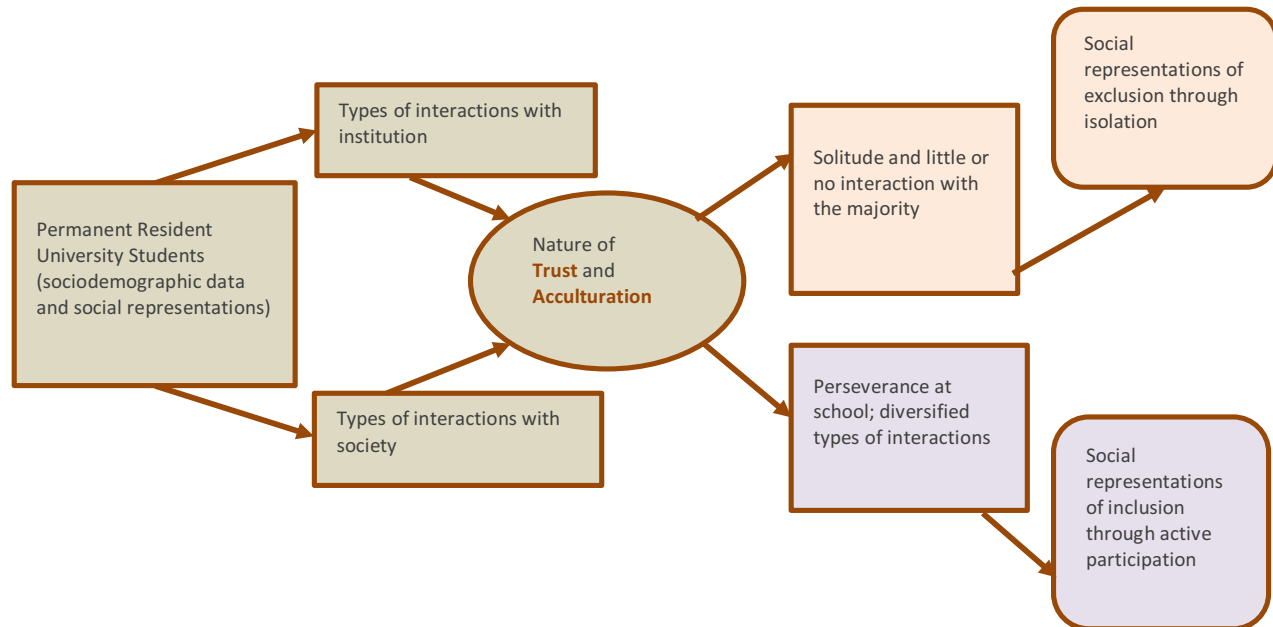 Permanent Resident
University Students
(sociodemographic data
and social representations)
Types of interactions with
institution
Types of interactions with
society
Nature of
Trust and
Acculturation
Solitude and little or
no interaction with
the majority
Social
representations of
exclusion through
isolation
Perseverance at
school; diversified
types of interactions
Social
representations
of inclusion
through active
participation